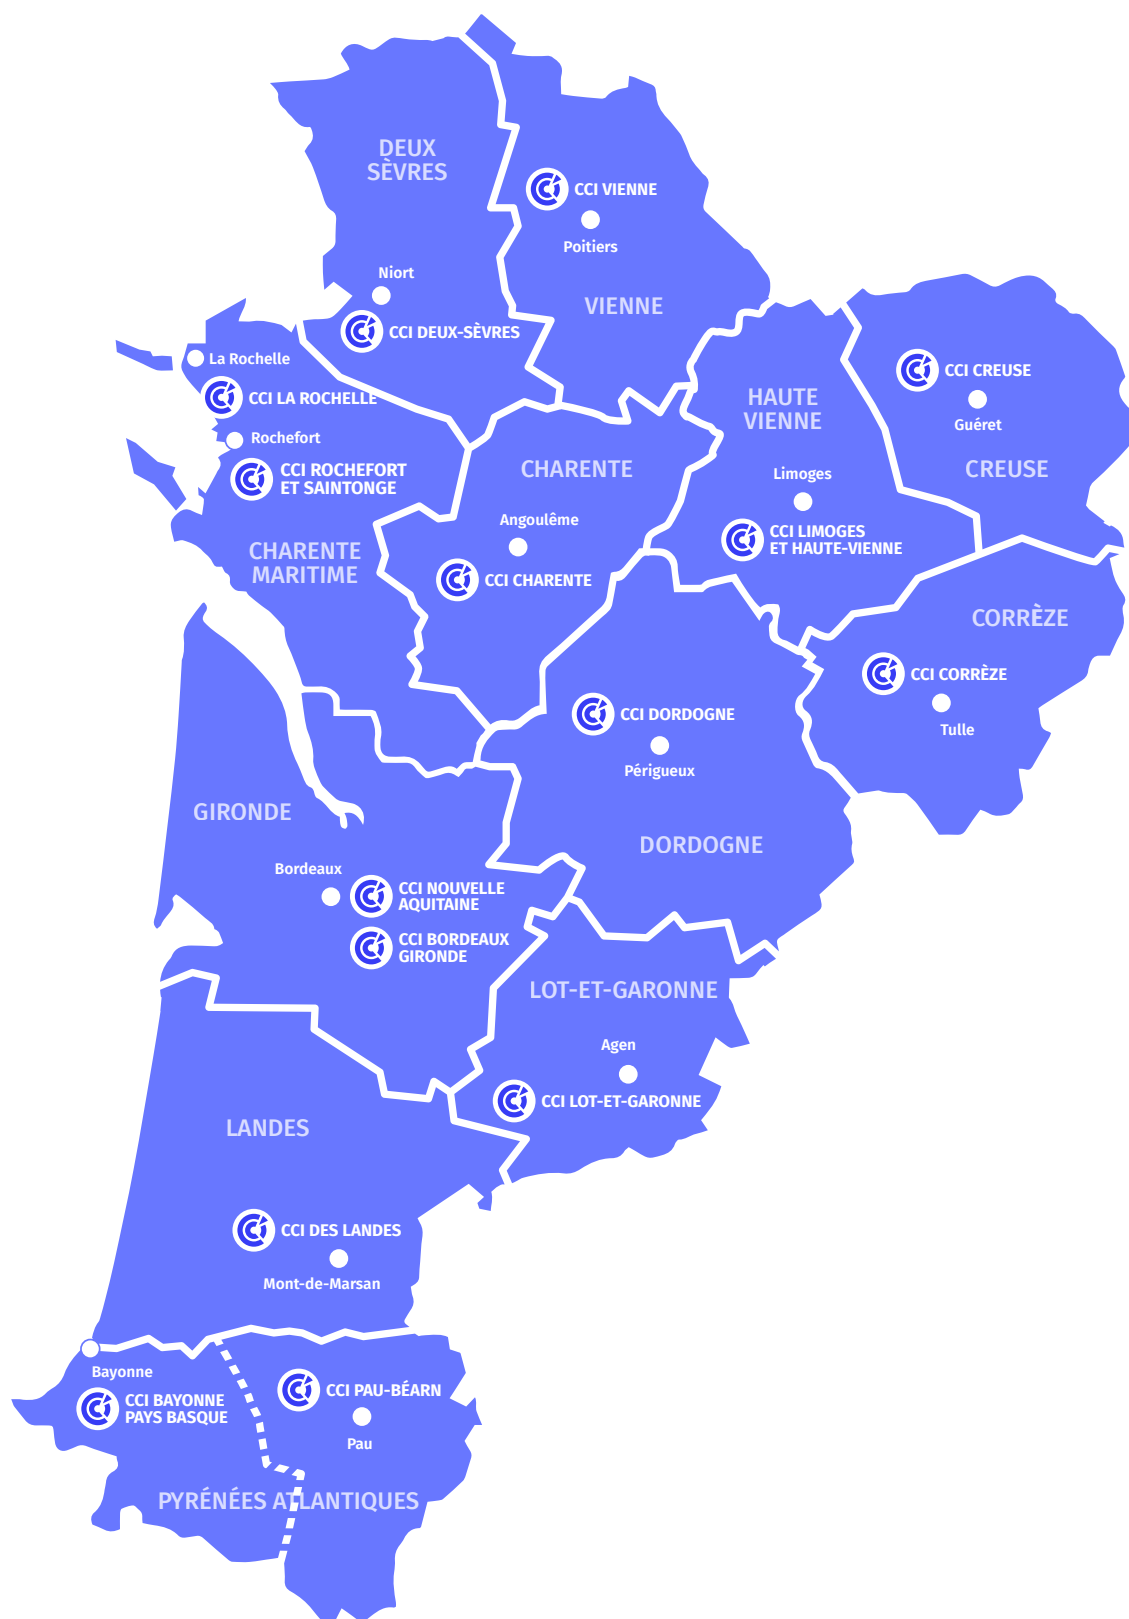 DEUX
SÈVRES
CCI VIENNE
Poitiers
Niort
VIENNE
CCI DEUX-SÈVRES
La Rochelle
CCI LA ROCHELLE
CCI CREUSE
Guéret
CREUSE
HAUTE
VIENNE
Rochefort
CCI ROCHEFORT
ET SAINTONGE
CHARENTE
Limoges
Angoulême
CCI LIMOGES
ET HAUTE-VIENNE
CHARENTE
MARITIME
CCI CHARENTE
CORRÈZE
CCI CORRÈZE
Tulle
CCI DORDOGNE
Périgueux
GIRONDE
DORDOGNE
Bordeaux
CCI NOUVELLE
AQUITAINE
CCI BORDEAUX
GIRONDE
LOT-ET-GARONNE
Agen
CCI LOT-ET-GARONNE
LANDES
CCI DES LANDES
Mont-de-Marsan
Bayonne
CCI BAYONNE
PAYS BASQUE
CCI PAU-BÉARN
Pau
PYRÉNÉES ATLANTIQUES